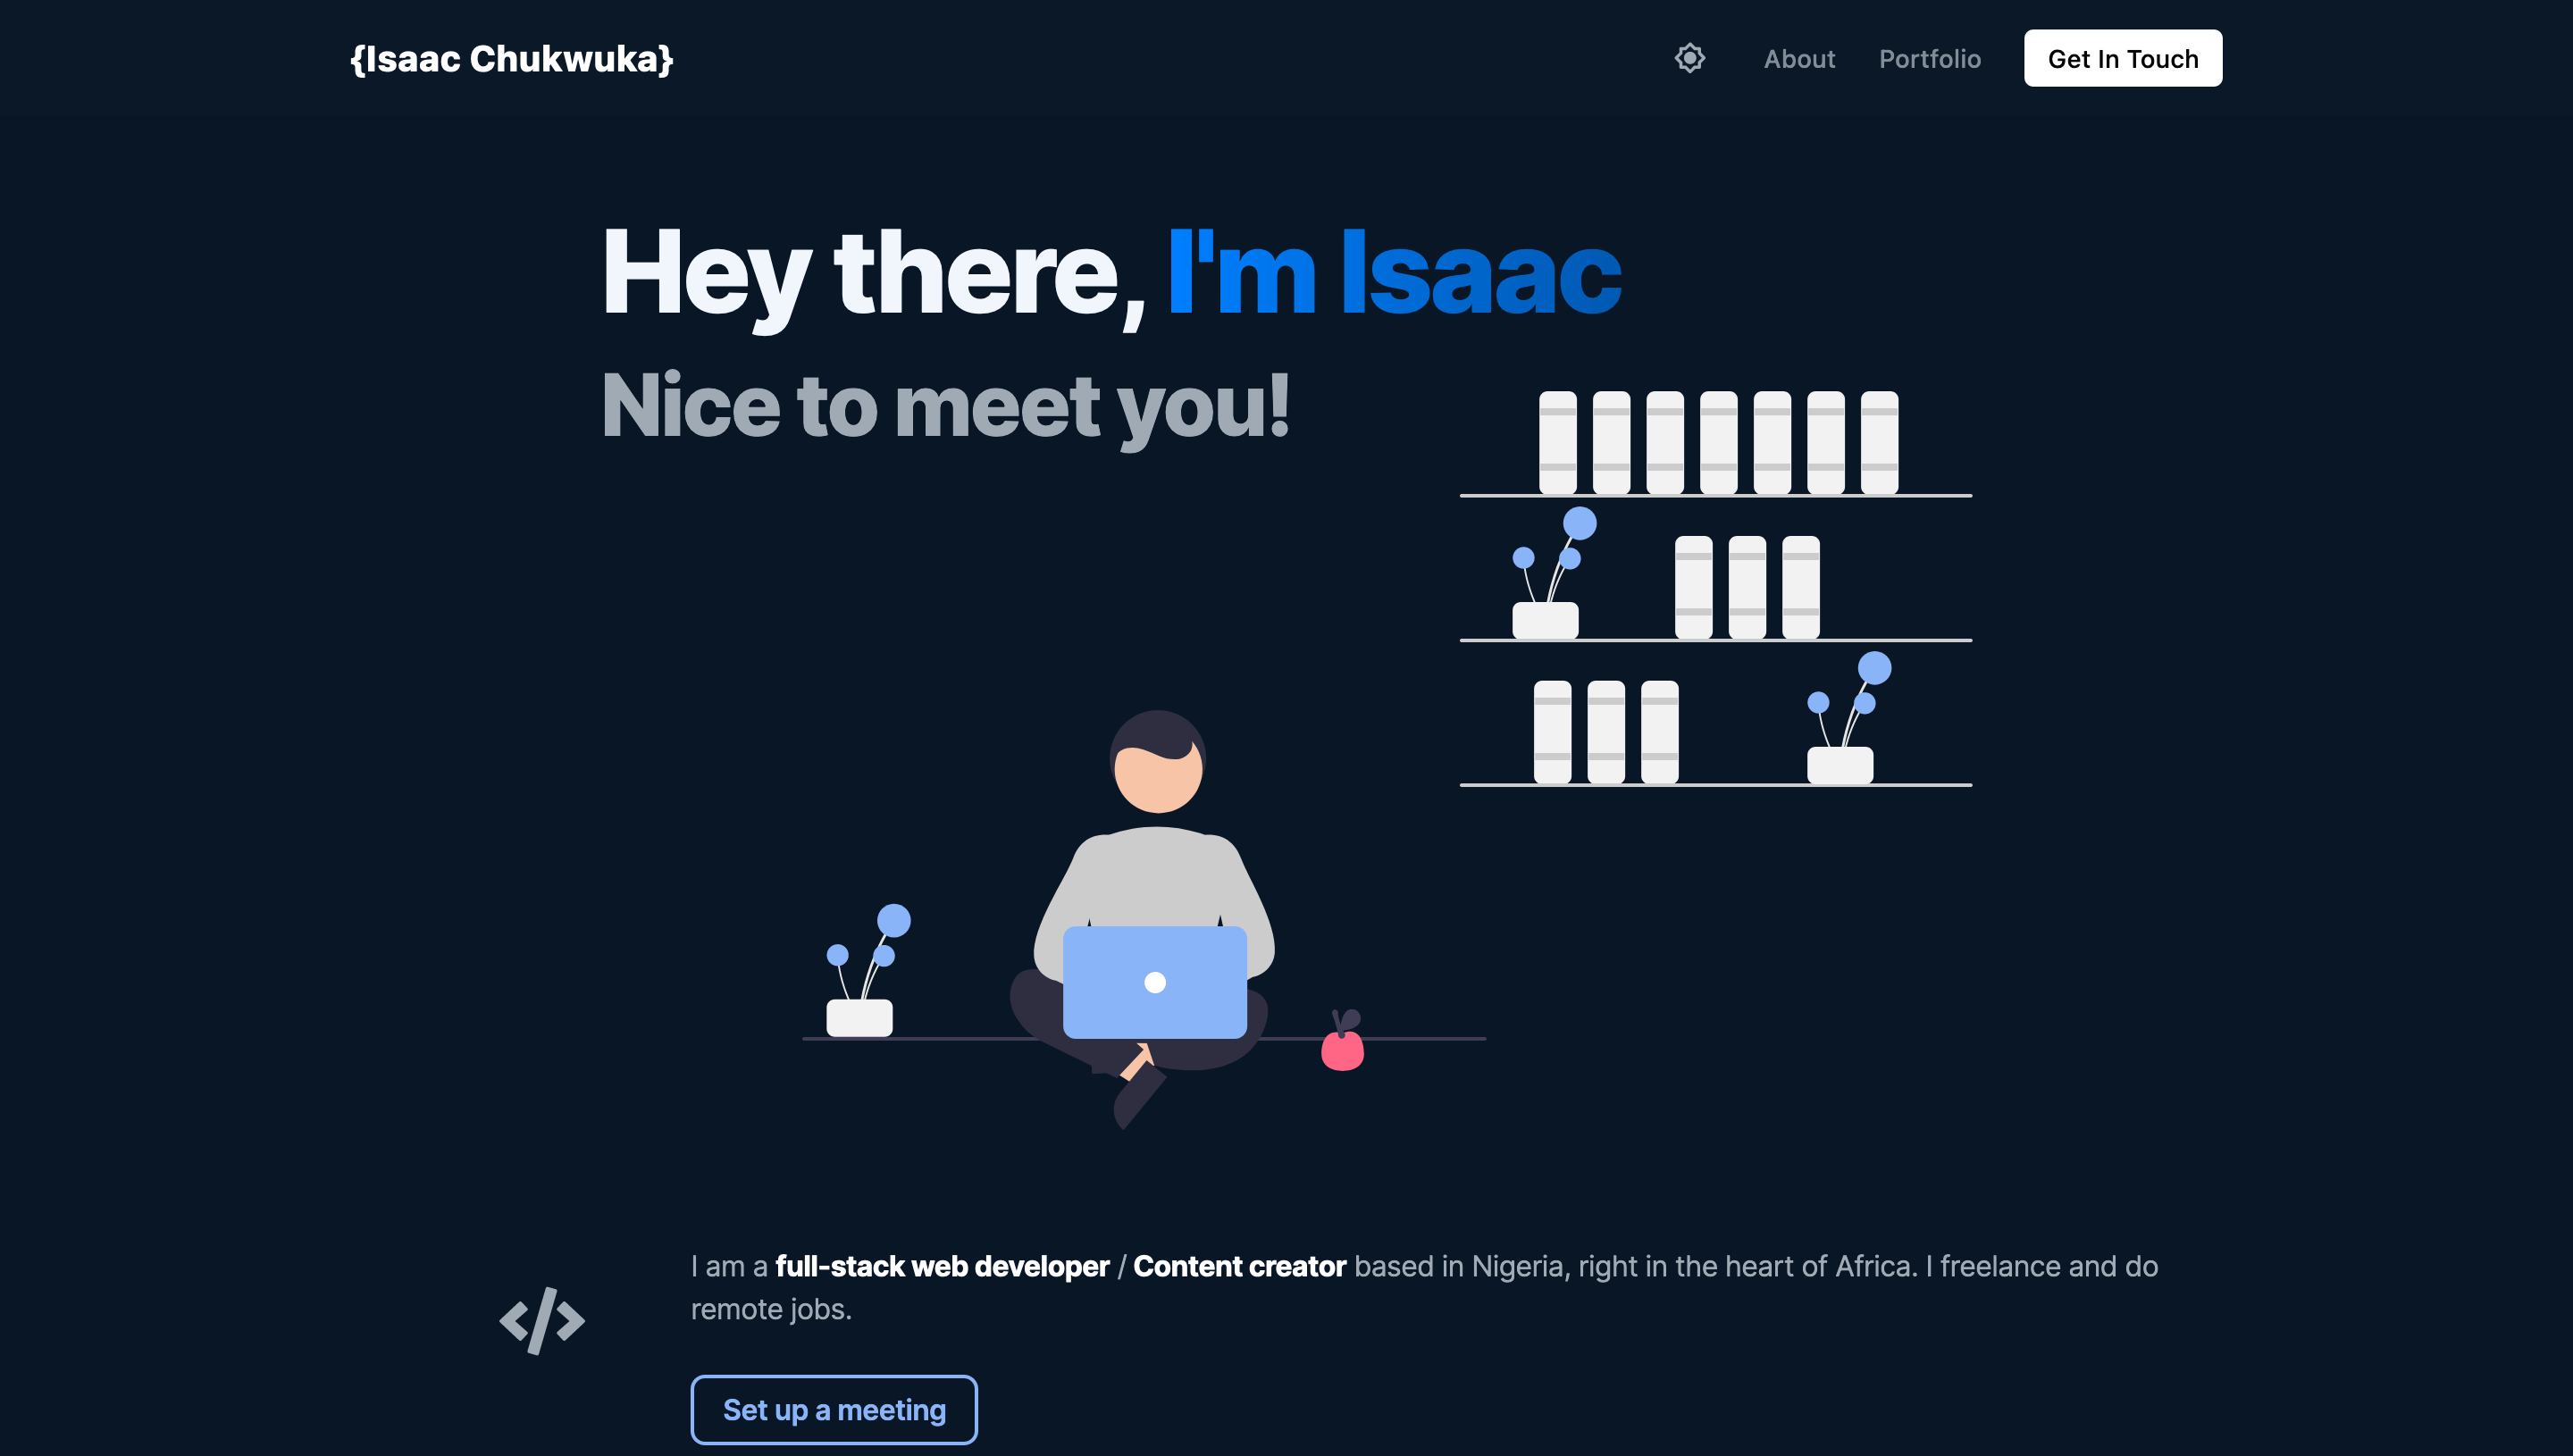 {Isaac Chukwuka}
About
Portfolio
Get In Touch
Hey there, I'm Isaac
Nice to meet you!
I am a full-stack web developer / Content creator based in Nigeria, right in the heart of Africa. I freelance and do
remote jobs.
Set up a meeting